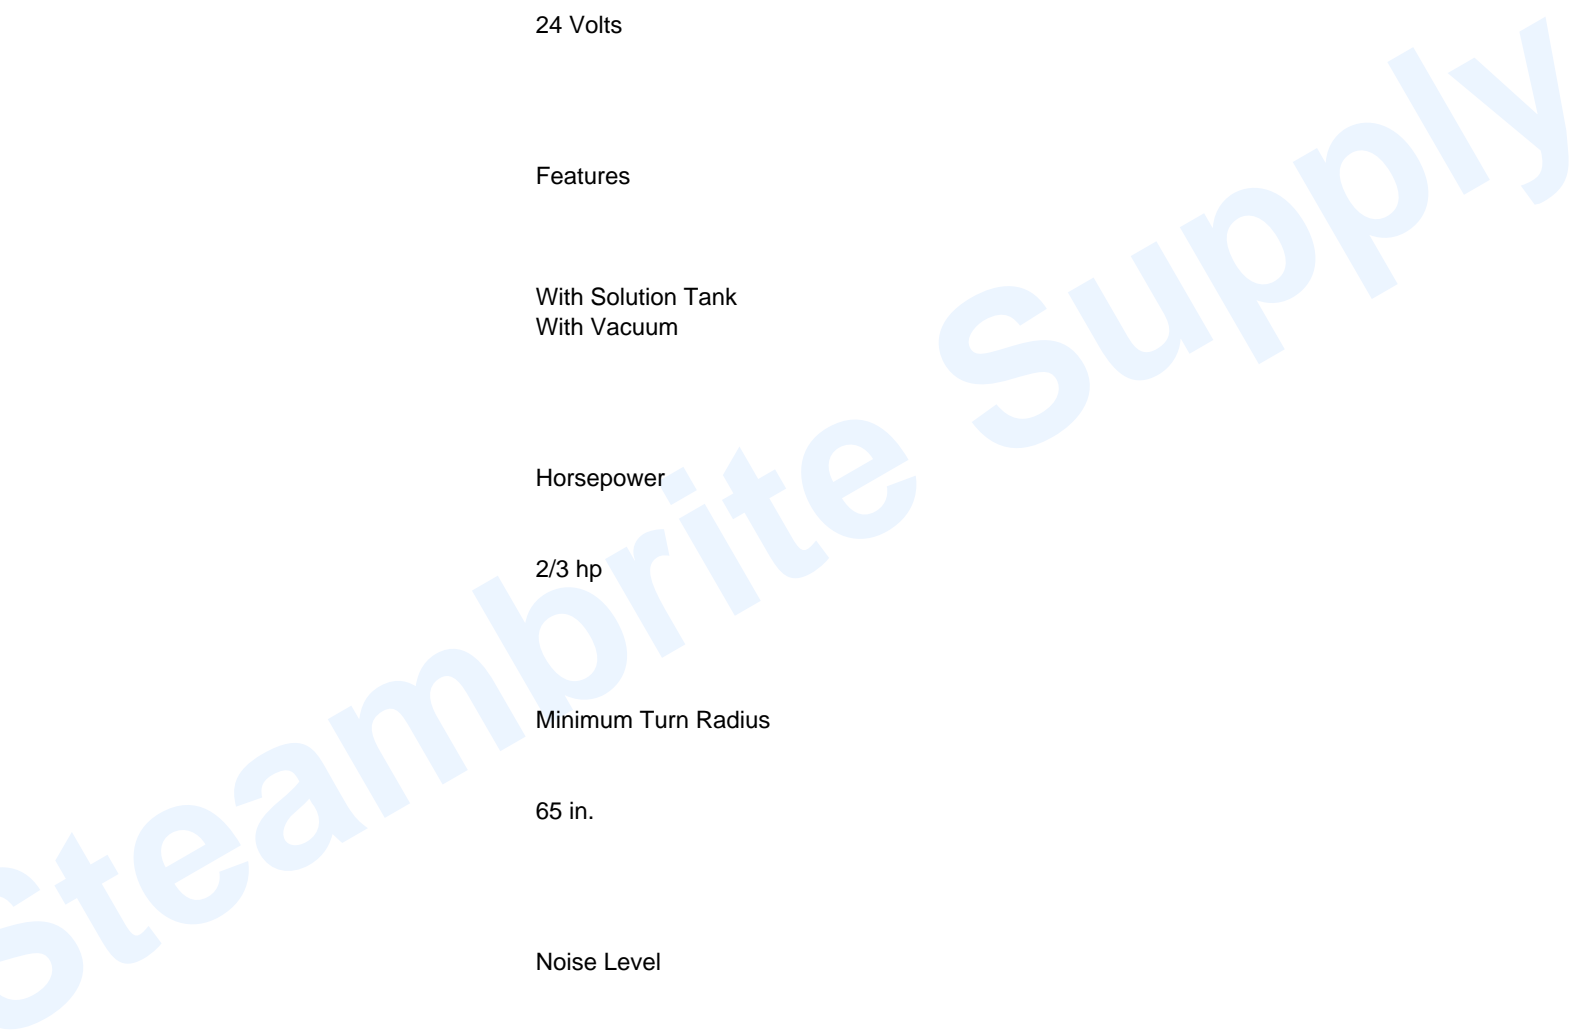 24 Volts
Features
With Solution Tank
With Vacuum
Horsepower
2/3 hp
Minimum Turn Radius
65 in.
Noise Level
Steambrite Supply